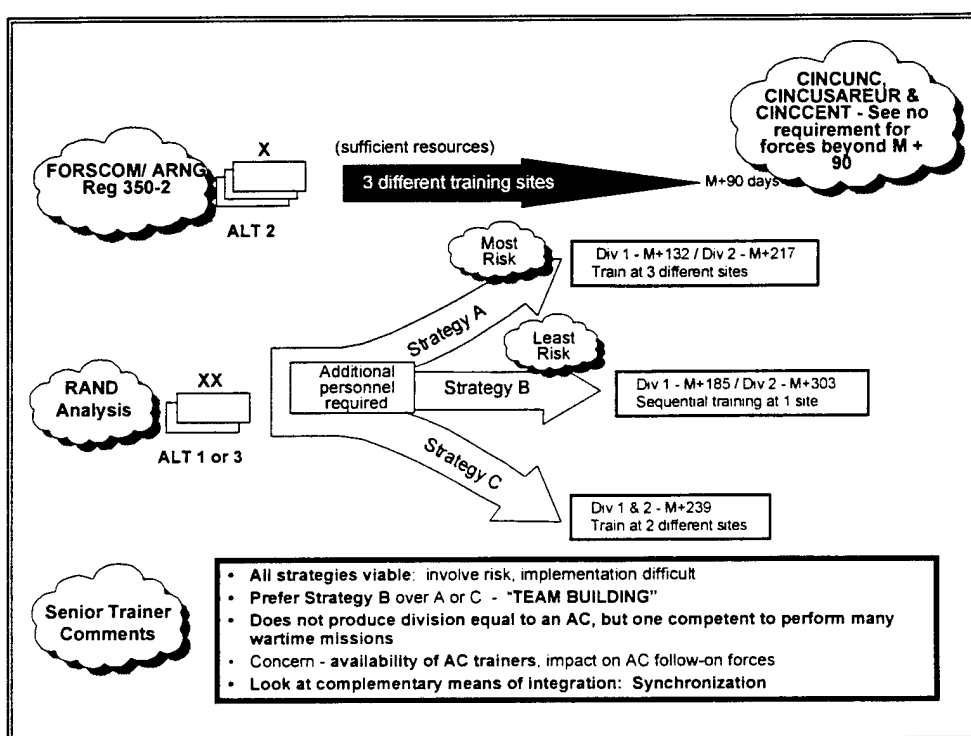 CINCUNC,
CINCUSAREUR &
CINCCENT - See no
requirement for
forces beyond M +
90
FORSCOM/ ARNG
Reg 350-2
X
ALT 2
(sufficient resources)
3 different training sites
M+90 days
Most
Risk
Strategy A
Div 1 - M+132 / Div 2 - M+217
Train at 3 different sites
RAND
Analysis
XX
ALT 1 or 3
Additional
personnel
required
Least
Risk
Strategy B
Div 1 - M+185 / Div 2 - M+303
Sequential training at 1 site
Strategy C
Div 1 & 2 - M+239
Train at 2 different sites
Senior Trainer
Comments
• All strategies viable: involve risk, implementation difficult
• Prefer Strategy B over A or C - "TEAM BUILDING"
• Does not produce division equal to an AC, but one competent to perform many
wartime missions
• Concern - availability of AC trainers, impact on AC follow-on forces
• Look at complementary means of integration: Synchronization